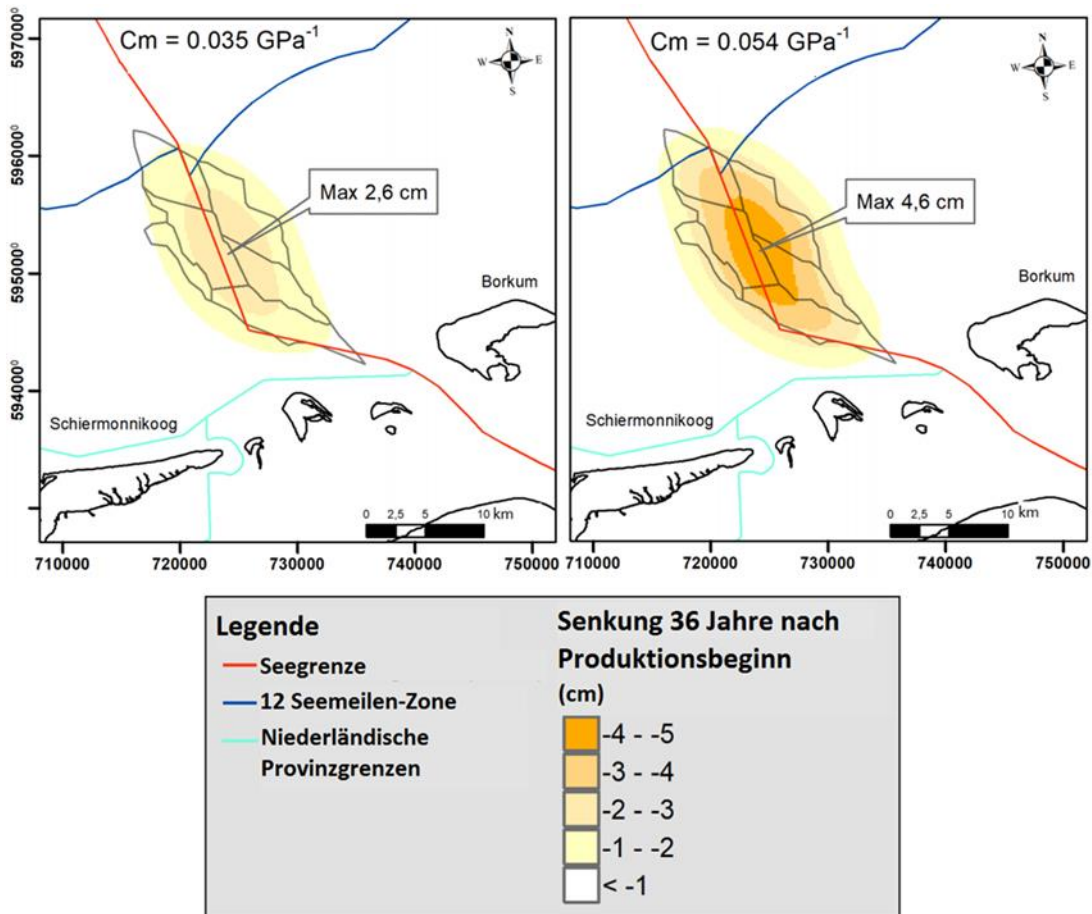 Cm = 0.035 GPa⁻¹
N
W E
S
5970000
5960000
5950000
5940000
Max 2,6 cm
Borkum
Schiermonnikoog
0 2,5 5 10 km
710000 720000 730000 740000 750000
Cm = 0.054 GPa⁻¹
N
W E
S
Max 4,6 cm
Borkum
Schiermonnikoog
0 2,5 5 10 km
710000 720000 730000 740000 750000
Legende
Seegrenze
12 Seemeilen-Zone
Niederländische
Provinzgrenzen
Senkung 36 Jahre nach
Produktionsbeginn
(cm)
-4 - -5
-3 - -4
-2 - -3
-1 - -2
< -1